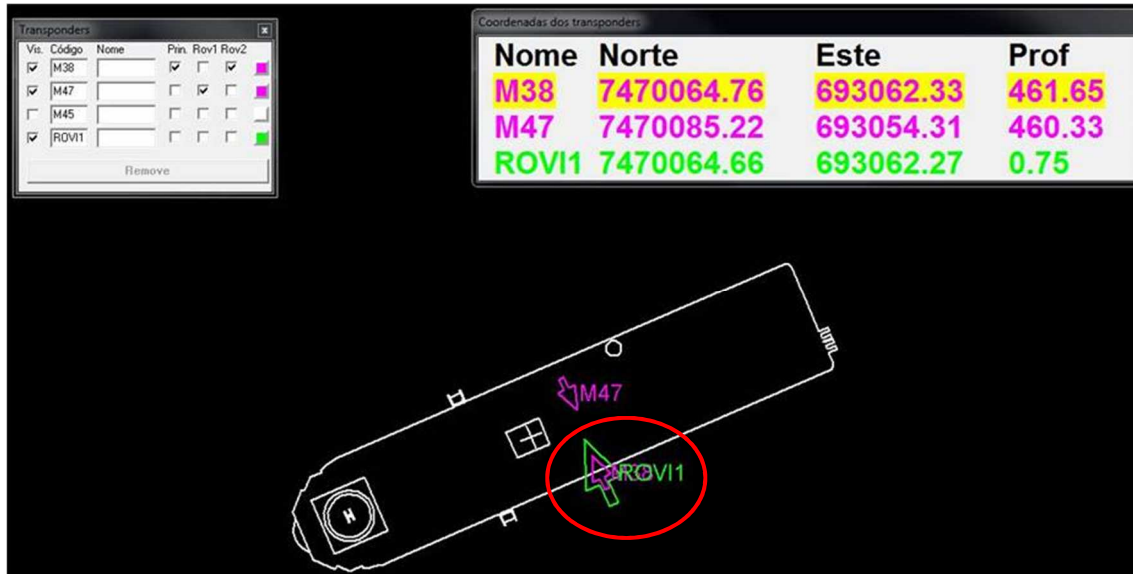 Transponders
x
Vis. Código Nome Prin. Rov1 Rov2
M38
M47
M45
ROVI1
Remove
Coordenadas dos transponders
Nome Norte Este Prof
M38 7470064.76 693062.33 461.65
M47 7470085.22 693054.31 460.33
ROVI1 7470064.66 693062.27 0.75
M47
M38 ROVI1
H